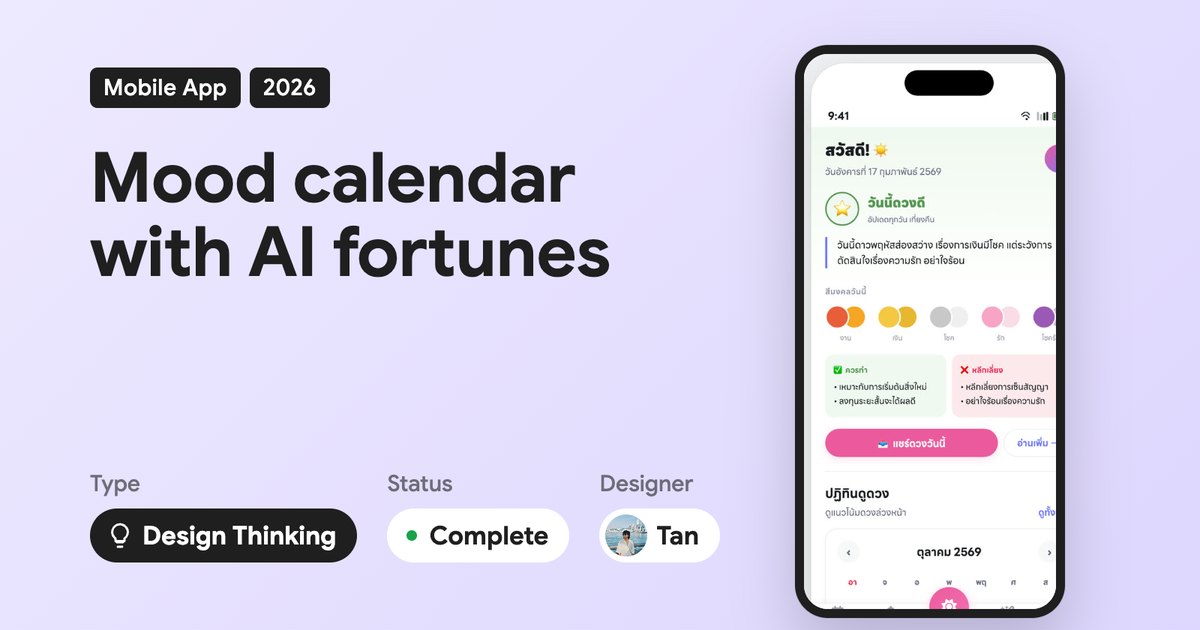 Mobile App
2026
Mood calendar
with AI fortunes
Type
Design Thinking
Status
Complete
Designer
Tan
9:41
สวัสดี!
วันอังคารที่ 17 กุมภาพันธ์ 2569
วันนี้ดวงดี
อัปเดตทุกวัน เที่ยงคืน
วันนี้ดาวพฤหัสส่องสว่าง เรื่องการเงินมีโชค แต่ระวังการ
ตัดสินใจเรื่องความรัก อย่าใจร้อน
สีมงคลวันนี้
งาน
เงิน
โชค
รัก
ควรทำ
• เหมาะกับการเริ่มต้นสิ่งใหม่
• ลงทุนระยะสั้นจะได้ผลดี
หลีกเลี่ยง
• หลีกเลี่ยงการเซ็นสัญญา
• อย่าใจร้อนเรื่องความรัก
แชร์ดวงวันนี้
อ่านเพิ่ม
ปฏิทินดูดวง
ดูแนวโน้มดวงล่วงหน้า
ดูทั้ง
‹ ตุลาคม 2569 ›
อา จ อ พ พฤ ศ ส